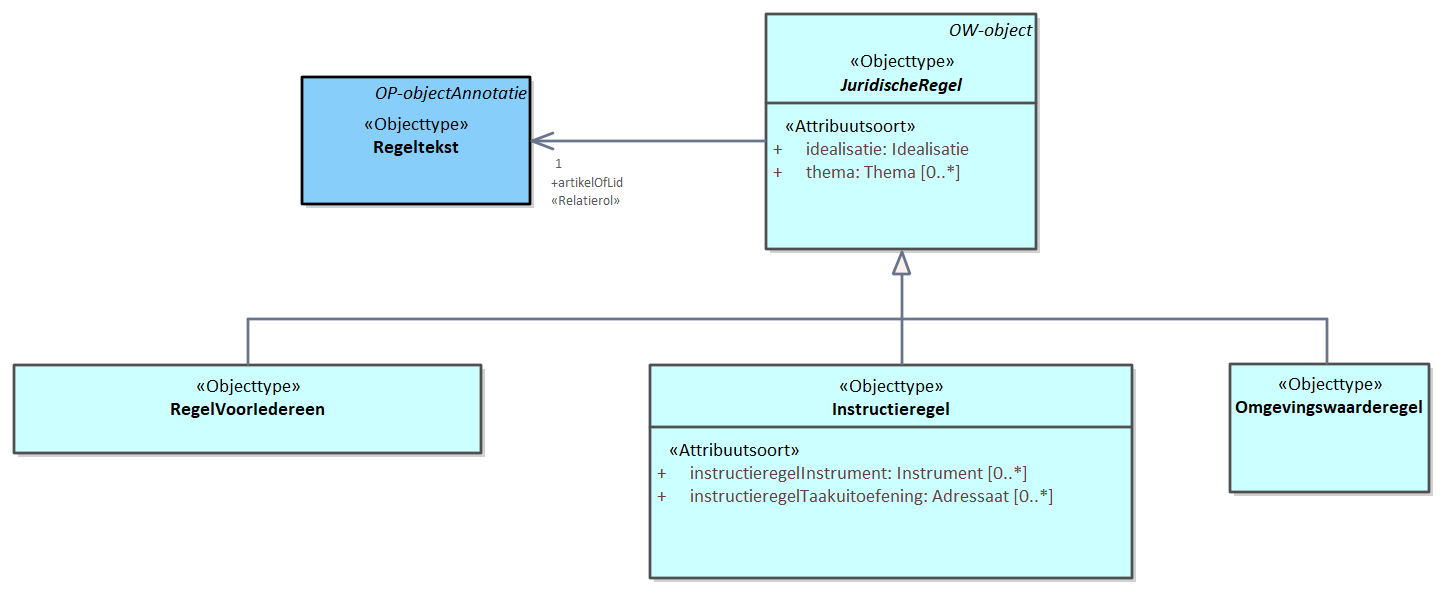 OW-object
«Objecttype»
JuridischeRegel
«Attribuutsoort»
+ idealisatie: Idealisatie
+ thema: Thema [0..*]
OP-objectAnnotatie
«Objecttype»
Regeltekst
1
+artikelOfLid
«Relatierol»
«Objecttype»
RegelVoorIedereen
«Objecttype»
Instructieregel
«Attribuutsoort»
+ instructieregelInstrument: Instrument [0..*]
+ instructieregelTaakuitoefening: Adressaat [0..*]
«Objecttype»
Omgevingswaarderegel